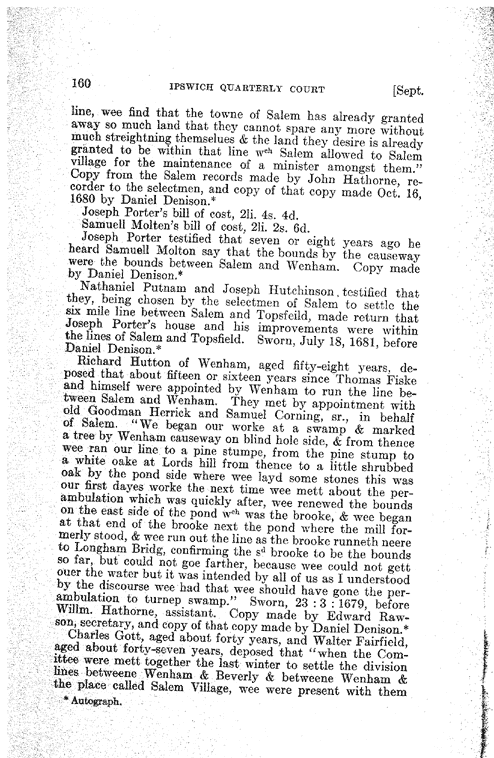 160 IPSWICH QUARTERLY COURT [Sept.
line, wee find that the towne of Salem has already granted
away so much land that they cannot spare any more without
much streightning themselues & the land they desire is already
granted to be within that line wᶜʰ Salem allowed to Salem
village for the maintenance of a minister amongst them."
Copy from the Salem records made by John Hathorne, re-
corder to the selectmen, and copy of that copy made Oct. 16,
1680 by Daniel Denison.*
Joseph Porter's bill of cost, 2li. 4s. 4d.
Samuell Molten's bill of cost, 2li. 2s. 6d.
Joseph Porter testified that seven or eight years ago he
heard Samuell Molton say that the bounds by the causeway
were the bounds between Salem and Wenham. Copy made
by Daniel Denison.*
Nathaniel Putnam and Joseph Hutchinson testified that
they, being chosen by the selectmen of Salem to settle the
six mile line between Salem and Topsfeild, made return that
Joseph Porter's house and his improvements were within
the lines of Salem and Topsfield. Sworn, July 18, 1681, before
Daniel Denison.*
Richard Hutton of Wenham, aged fifty-eight years, de-
posed that about fifteen or sixteen years since Thomas Fiske
and himself were appointed by Wenham to run the line be-
tween Salem and Wenham. They met by appointment with
old Goodman Herrick and Samuel Corning, sr., in behalf
of Salem. "We began our worke at a swamp & marked
a tree by Wenham causeway on blind hole side, & from thence
wee ran our line to a pine stumpe, from the pine stump to
a white oake at Lords hill from thence to a little shrubbed
oak by the pond side where wee layd some stones this was
our first dayes worke the next time wee mett about the per-
ambulation which was quickly after, wee renewed the bounds
on the east side of the pond wᶜʰ was the brooke, & wee began
at that end of the brooke next the pond where the mill for-
merly stood, & wee run out the line as the brooke runneth neere
to Longham Bridg, confirming the sᵈ brooke to be the bounds
so far, but could not goe farther, because wee could not gett
ouer the water but it was intended by all of us as I understood
by the discourse wee had that wee should have gone the per-
ambulation to turnep swamp." Sworn, 23 : 3 : 1679, before
Willm. Hathorne, assistant. Copy made by Edward Raw-
son, secretary, and copy of that copy made by Daniel Denison.*
Charles Gott, aged about forty years, and Walter Fairfield,
aged about forty-seven years, deposed that "when the Com-
ittee were mett together the last winter to settle the division
lines betweene Wenham & Beverly & betweene Wenham &
the place called Salem Village, wee were present with them
* Autograph.